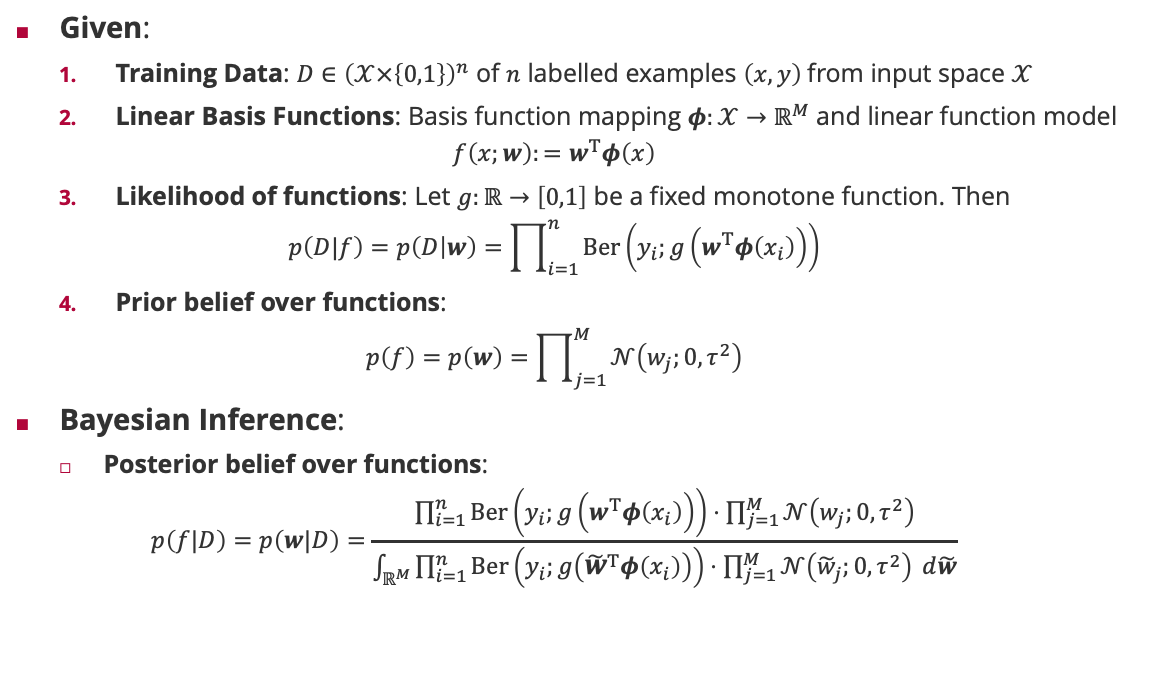 ■ Given:
1. Training Data: D ∈ (𝒳×{0,1})ⁿ of n labelled examples (x, y) from input space 𝒳
2. Linear Basis Functions: Basis function mapping ϕ: 𝒳 → ℝᴹ and linear function model
f(x; w): = wᵀϕ(x)
3. Likelihood of functions: Let g: ℝ → [0,1] be a fixed monotone function. Then
p(D|f) = p(D|w) = ∏ⁿᵢ₌₁ Ber(yᵢ; g(wᵀϕ(xᵢ)))
4. Prior belief over functions:
p(f) = p(w) = ∏ᴹⱼ₌₁ 𝒩(wⱼ; 0, τ²)
■ Bayesian Inference:
□ Posterior belief over functions:
∏ⁿᵢ₌₁ Ber(yᵢ; g(wᵀϕ(xᵢ))) · ∏ᴹⱼ₌₁ 𝒩(wⱼ; 0, τ²)
p(f|D) = p(w|D) =
∫ℝᴹ ∏ⁿᵢ₌₁ Ber(yᵢ; g(w̃ᵀϕ(xᵢ))) · ∏ᴹⱼ₌₁ 𝒩(w̃ⱼ; 0, τ²) dw̃